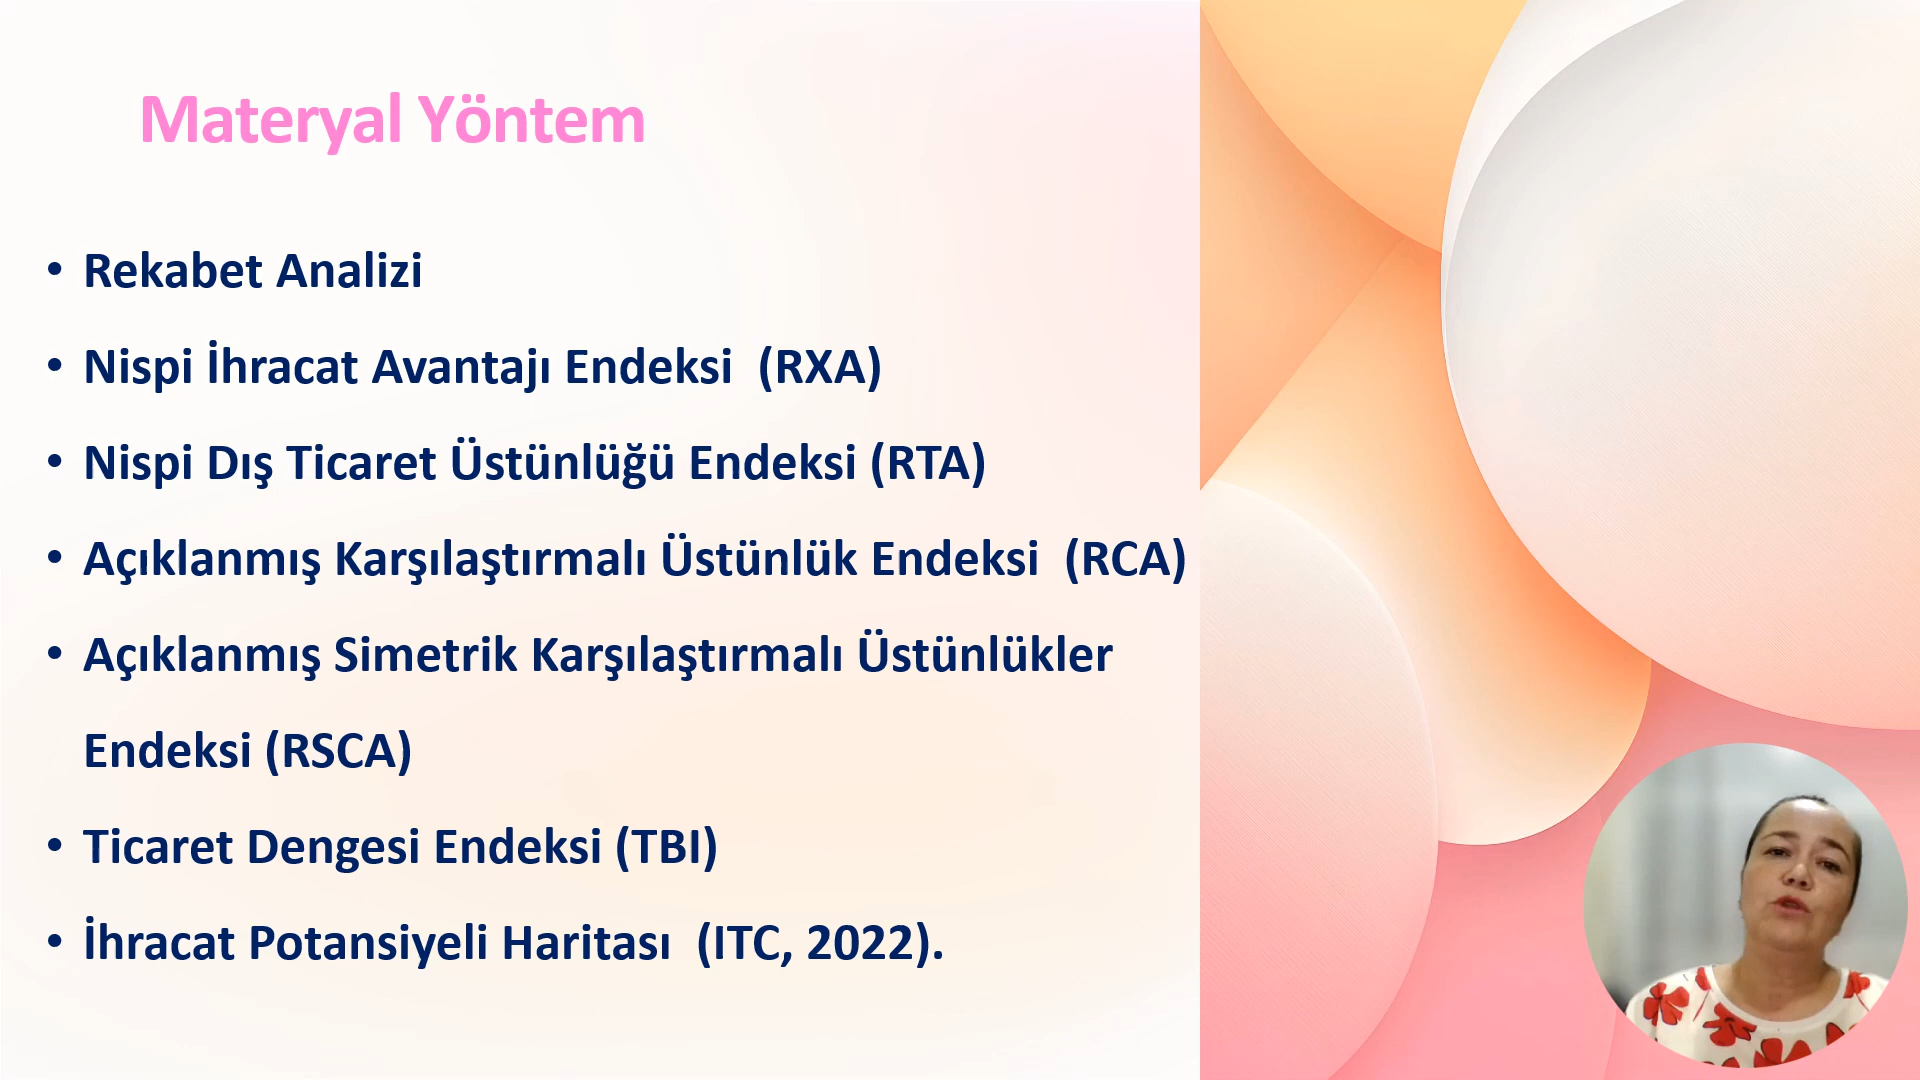 Materyal Yöntem
• Rekabet Analizi
• Nispi İhracat Avantajı Endeksi  (RXA)
• Nispi Dış Ticaret Üstünlüğü Endeksi (RTA)
• Açıklanmış Karşılaştırmalı Üstünlük Endeksi  (RCA)
• Açıklanmış Simetrik Karşılaştırmalı Üstünlükler
Endeksi (RSCA)
• Ticaret Dengesi Endeksi (TBI)
• İhracat Potansiyeli Haritası  (ITC, 2022).